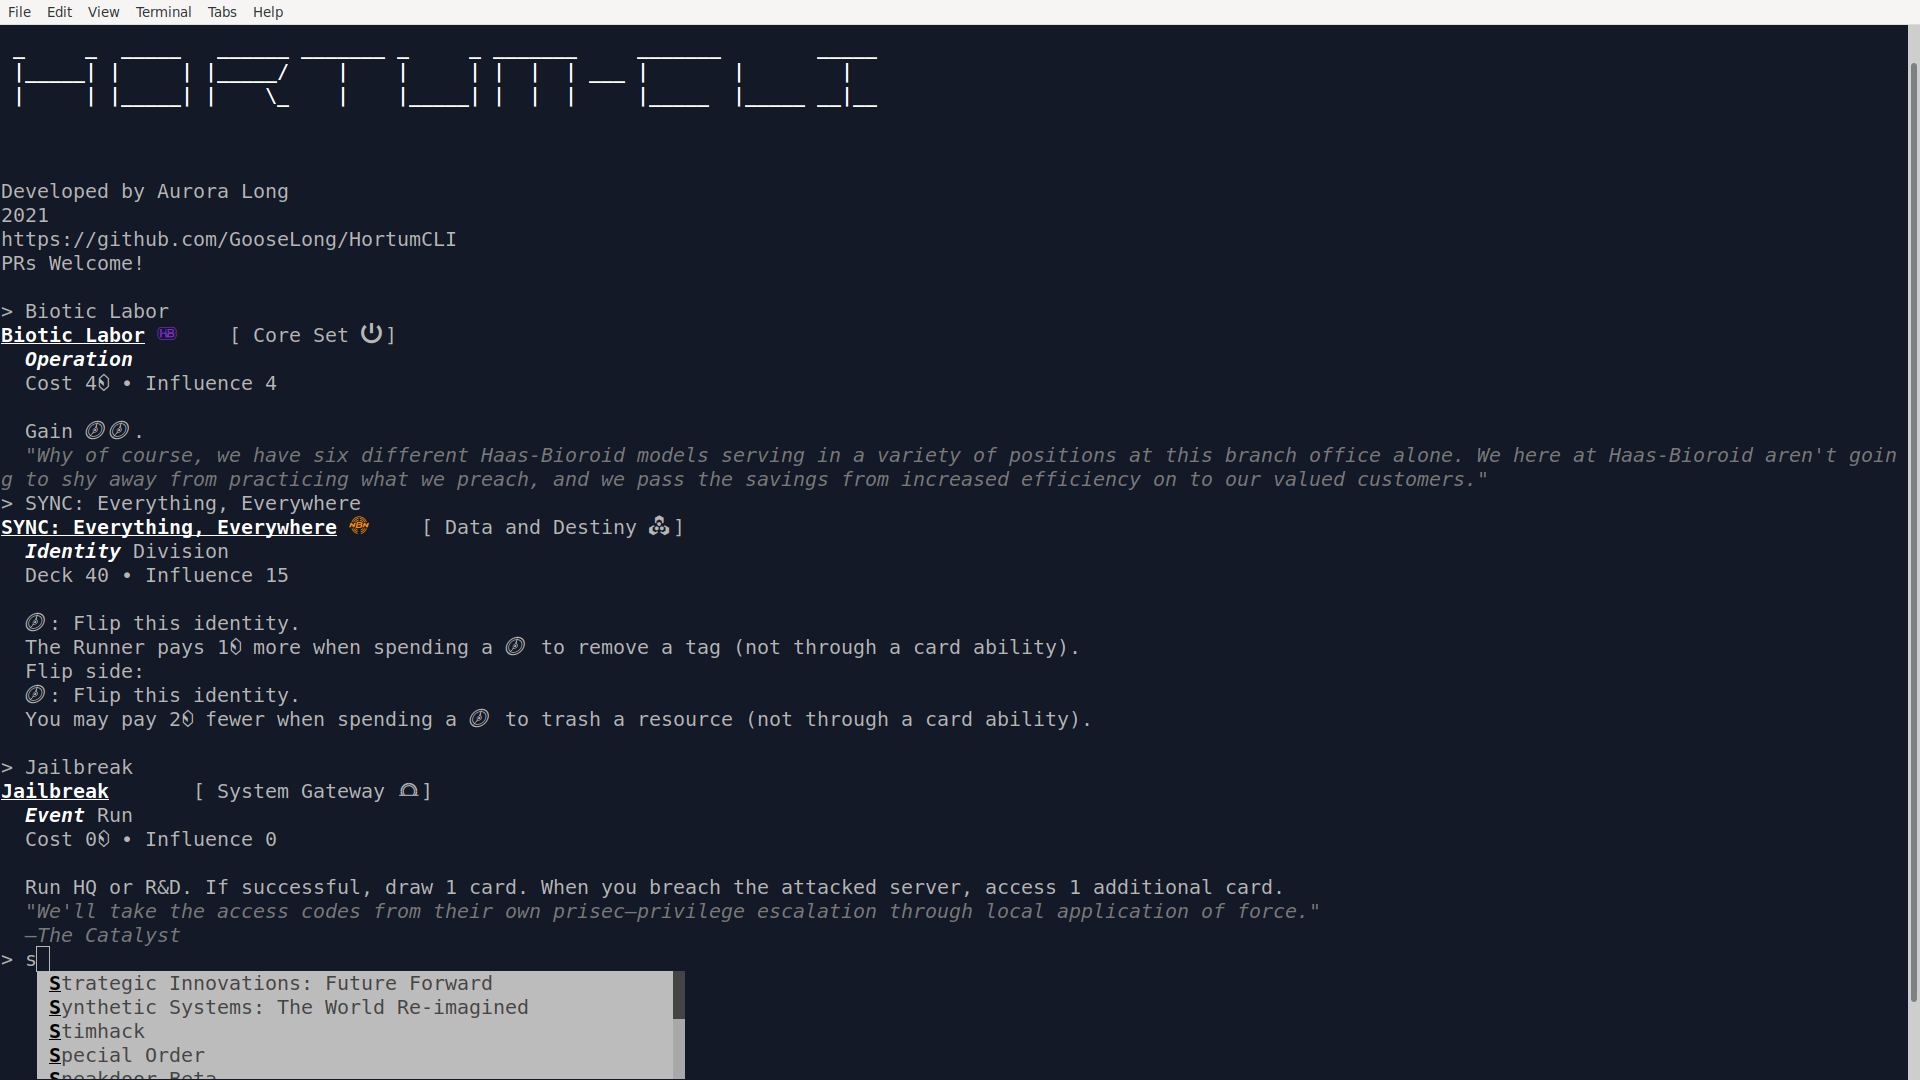 File Edit View Terminal Tabs Help
HORTUM-CLI
Developed by Aurora Long
2021
https://github.com/GooseLong/HortumCLI
PRs Welcome!
> Biotic Labor
Biotic Labor HB [ Core Set ]
Operation
Cost 4 • Influence 4
Gain .
"Why of course, we have six different Haas-Bioroid models serving in a variety of positions at this branch office alone. We here at Haas-Bioroid aren't goin
g to shy away from practicing what we preach, and we pass the savings from increased efficiency on to our valued customers."
> SYNC: Everything, Everywhere
SYNC: Everything, Everywhere NBN [ Data and Destiny ]
Identity Division
Deck 40 • Influence 15
: Flip this identity.
The Runner pays 1 more when spending a to remove a tag (not through a card ability).
Flip side:
: Flip this identity.
You may pay 2 fewer when spending a to trash a resource (not through a card ability).
> Jailbreak
Jailbreak [ System Gateway ]
Event Run
Cost 0 • Influence 0
Run HQ or R&D. If successful, draw 1 card. When you breach the attacked server, access 1 additional card.
"We'll take the access codes from their own prisec—privilege escalation through local application of force."
—The Catalyst
> s
Strategic Innovations: Future Forward
Synthetic Systems: The World Re-imagined
Stimhack
Special Order
Sneakdoor Beta